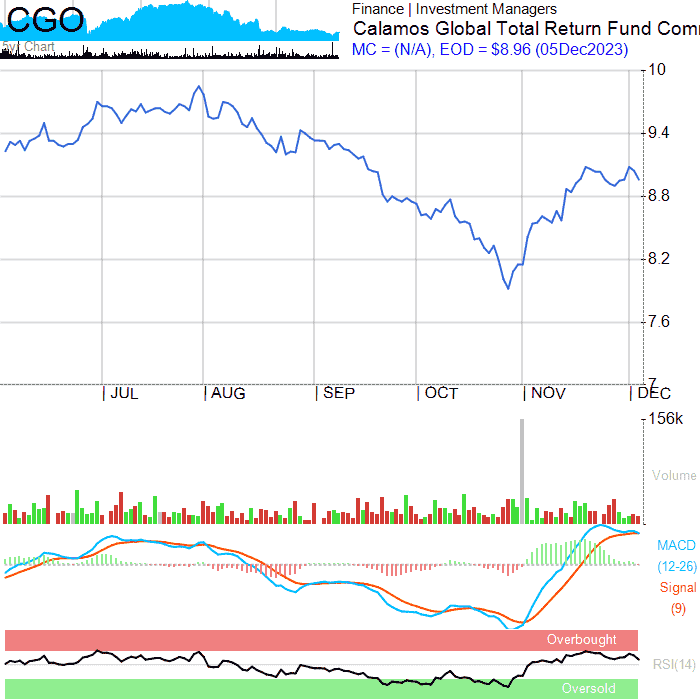 CGO
Finance | Investment Managers
Calamos Global Total Return Fund Com
MC = (N/A), EOD = $8.96 (05Dec2023)
Chart
10
9.4
8.8
8.2
7.6
7
| JUL
| AUG
| SEP
| OCT
| NOV
| DEC
156k
Volume
MACD
(12-26)
Signal
(9)
Overbought
RSI(14)
Oversold